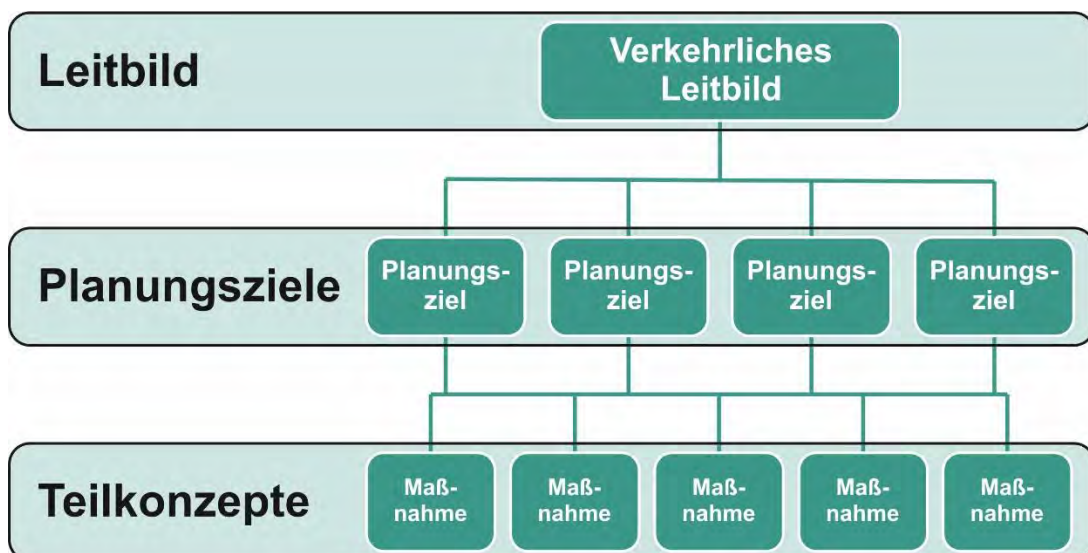 Leitbild
Verkehrliches
Leitbild
Planungsziele
Planungs-
ziel
Planungs-
ziel
Planungs-
ziel
Planungs-
ziel
Teilkonzepte
Maß-
nahme
Maß-
nahme
Maß-
nahme
Maß-
nahme
Maß-
nahme